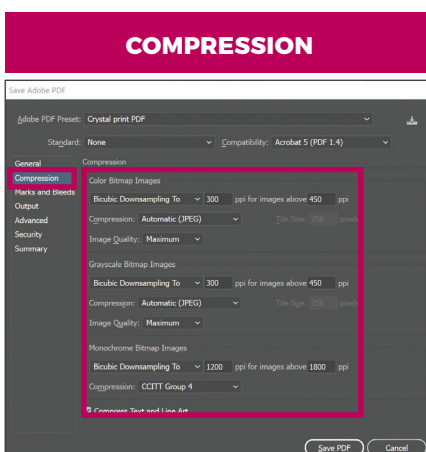 COMPRESSION
Save Adobe PDF
Adobe PDF Preset: Crystal print PDF
Standard: None Compatibility: Acrobat 5 (PDF 1.4)
General Compression
Compression
Color Bitmap Images
Marks and Bleeds
Bicubic Downsampling To 300 ppi for images above 450 ppi
Output
Advanced
Compression: Automatic (JPEG) Tile Size: 256 pixels
Security
Image Quality: Maximum
Summary
Grayscale Bitmap Images
Bicubic Downsampling To 300 ppi for images above 450 ppi
Compression: Automatic (JPEG) Tile Size: 256 pixels
Image Quality: Maximum
Monochrome Bitmap Images
Bicubic Downsampling To 1200 ppi for images above 1800 ppi
Compression: CCITT Group 4
Compress Text and Line Art
Save PDF Cancel